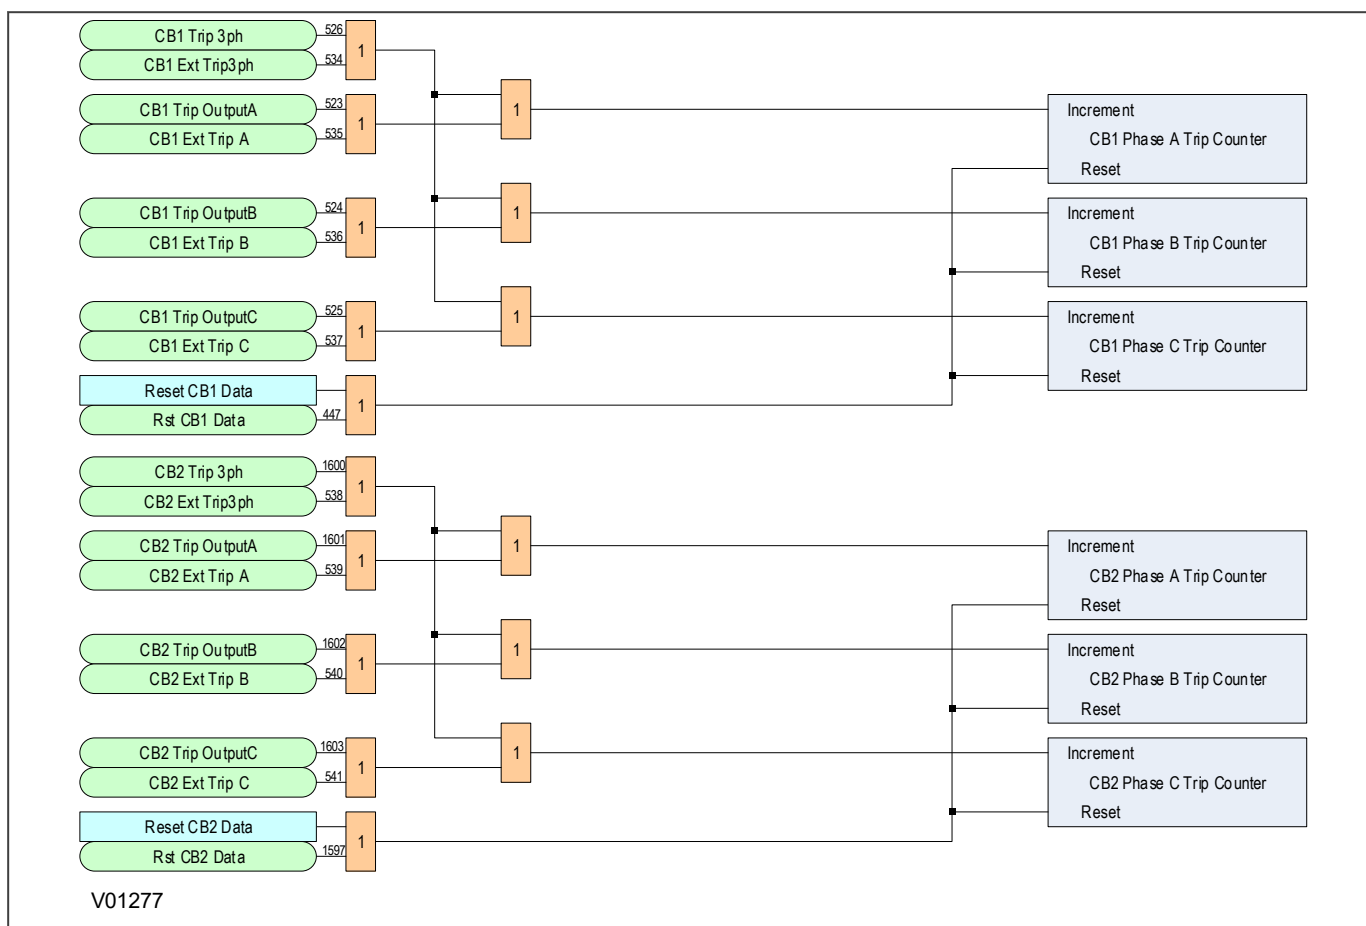 CB1 Trip 3ph 526
CB1 Ext Trip3ph 534
1
CB1 Trip OutputA 523
CB1 Ext Trip A 535
1
1
Increment
CB1 Phase A Trip Counter
Reset
CB1 Trip OutputB 524
CB1 Ext Trip B 536
1
1
Increment
CB1 Phase B Trip Counter
Reset
CB1 Trip OutputC 525
CB1 Ext Trip C 537
1
1
Increment
CB1 Phase C Trip Counter
Reset
Reset CB1 Data
Rst CB1 Data 447
1
CB2 Trip 3ph 1600
CB2 Ext Trip3ph 538
1
CB2 Trip OutputA 1601
CB2 Ext Trip A 539
1
1
Increment
CB2 Phase A Trip Counter
Reset
CB2 Trip OutputB 1602
CB2 Ext Trip B 540
1
1
Increment
CB2 Phase B Trip Counter
Reset
CB2 Trip OutputC 1603
CB2 Ext Trip C 541
1
1
Increment
CB2 Phase C Trip Counter
Reset
Reset CB2 Data
Rst CB2 Data 1597
1
V01277